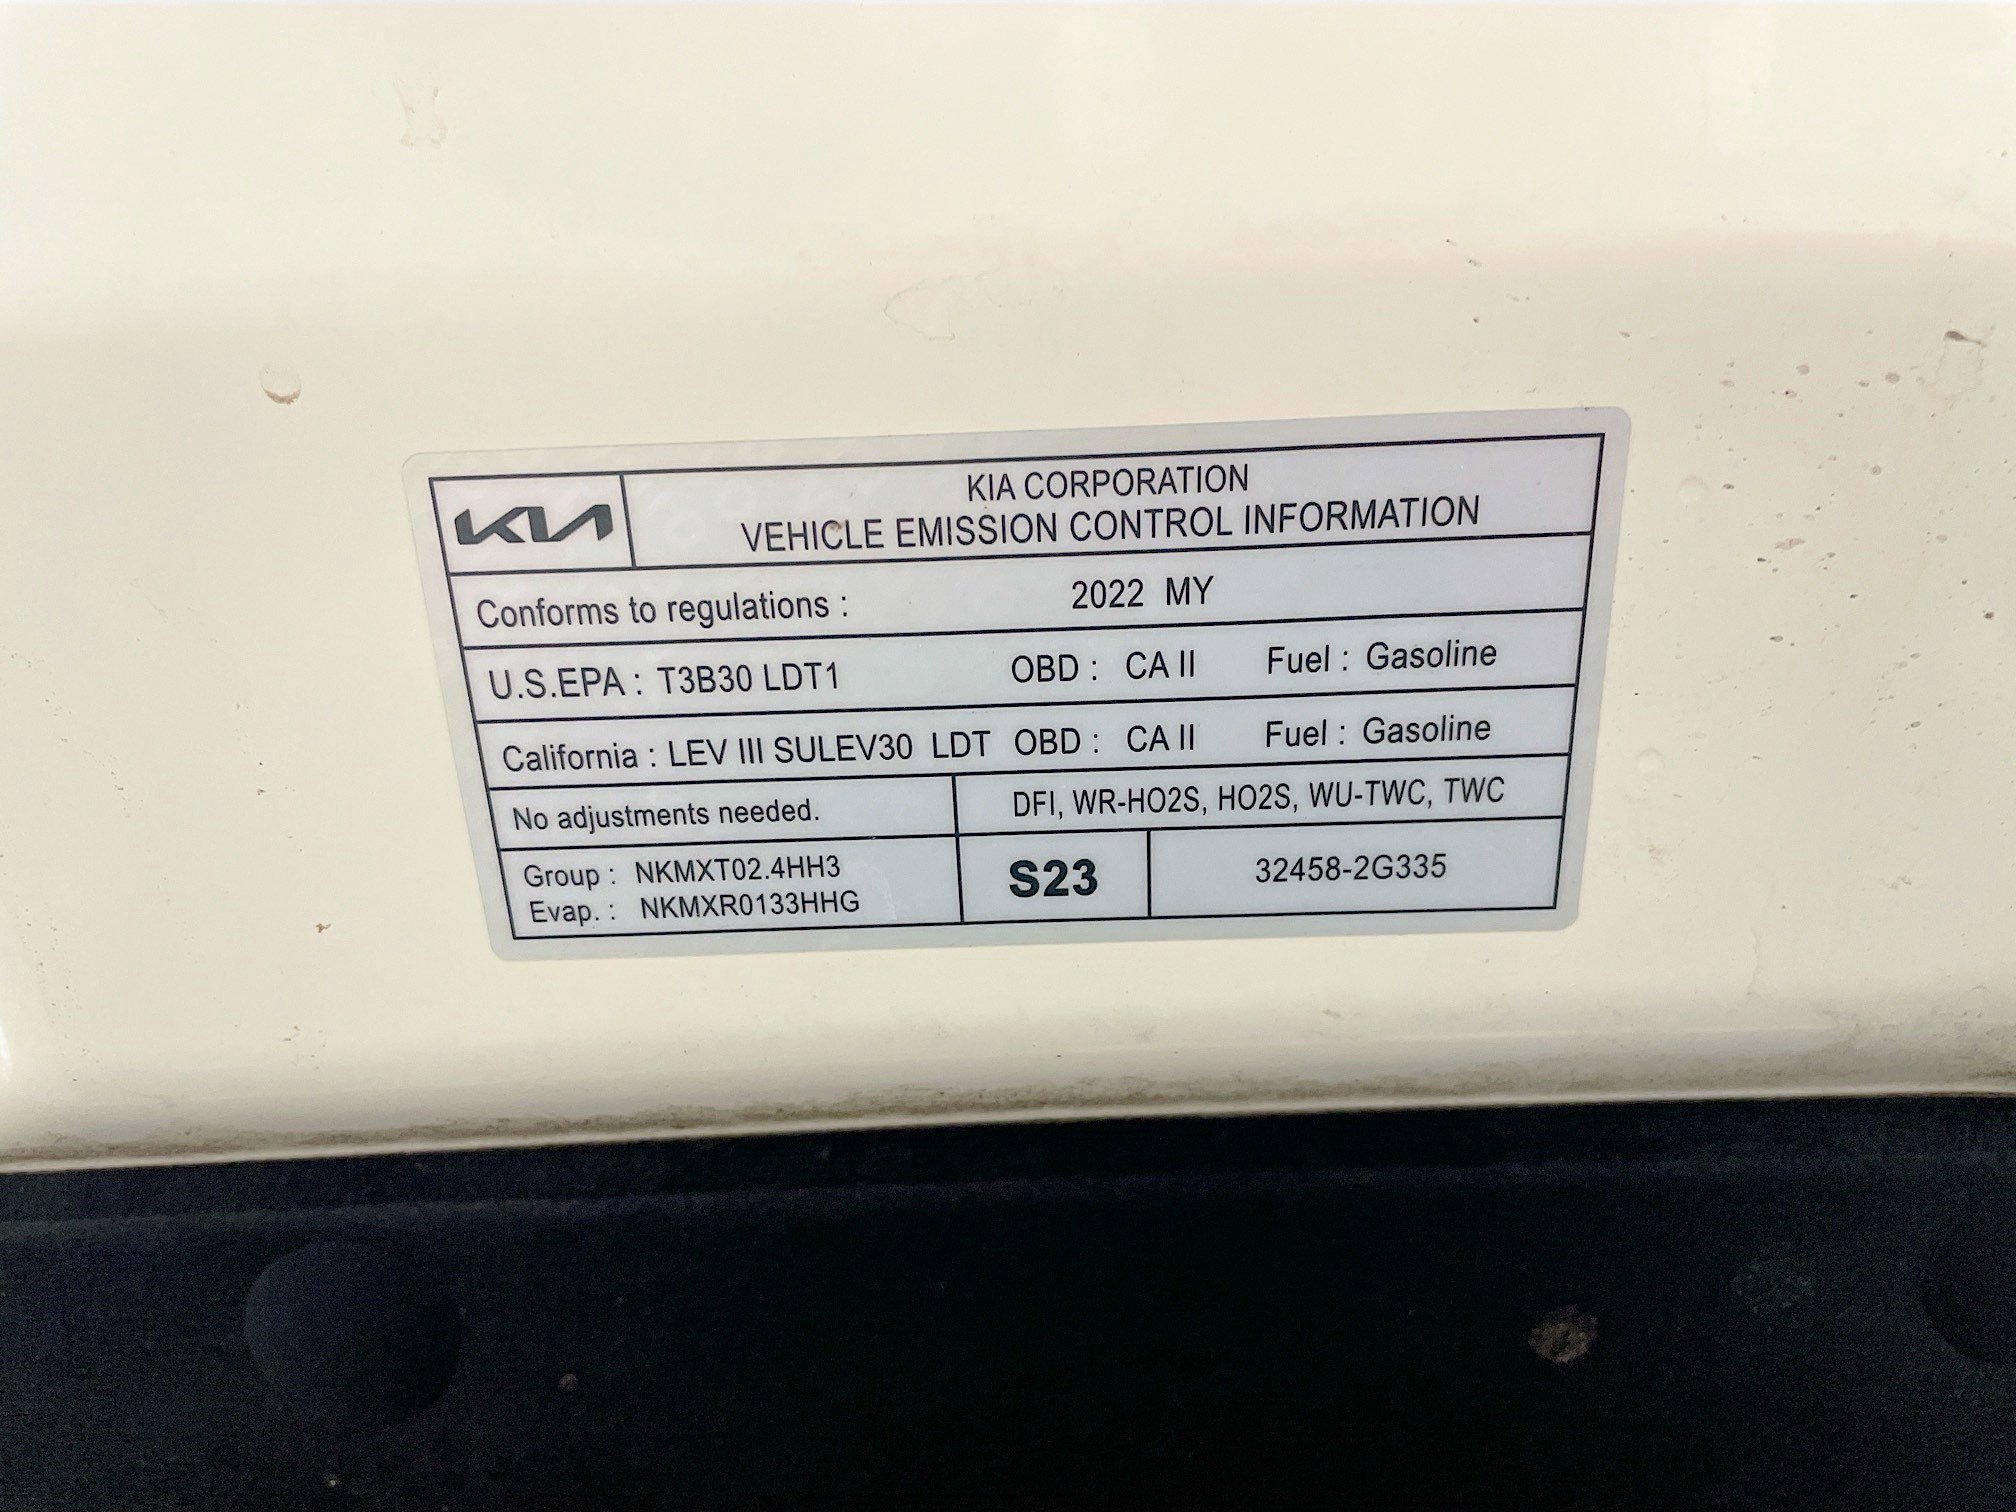 KIA
KIA CORPORATION
VEHICLE EMISSION CONTROL INFORMATION
Conforms to regulations : 2022 MY
U.S.EPA : T3B30 LDT1 OBD : CA II Fuel : Gasoline
California : LEV III SULEV30 LDT OBD : CA II Fuel : Gasoline
No adjustments needed. DFI, WR-HO2S, HO2S, WU-TWC, TWC
Group : NKMXT02.4HH3
Evap. : NKMXR0133HHG
S23
32458-2G335